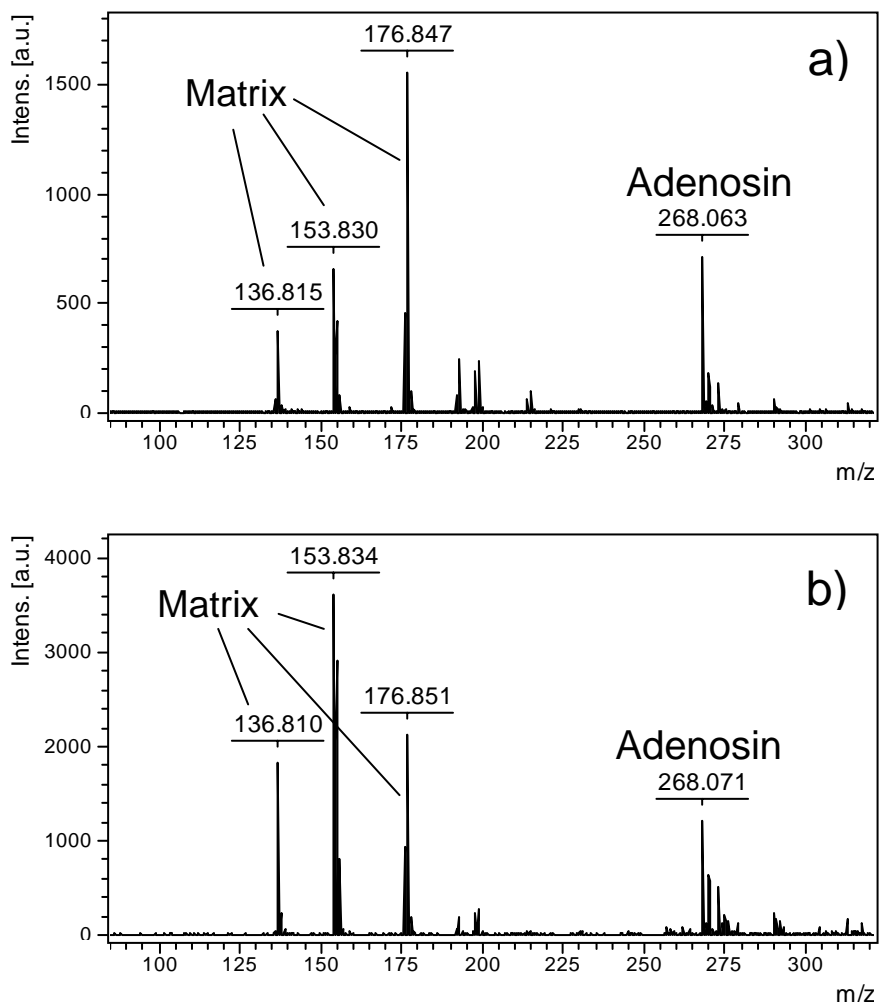 176.847
a)
Intens. [a.u.]
1500
Matrix
Adenosin
1000
268.063
153.830
136.815
500
0
100 125 150 175 200 225 250 275 300
m/z
153.834
4000
b)
Intens. [a.u.]
Matrix
3000
176.851
136.810
Adenosin
2000
268.071
1000
0
100 125 150 175 200 225 250 275 300
m/z